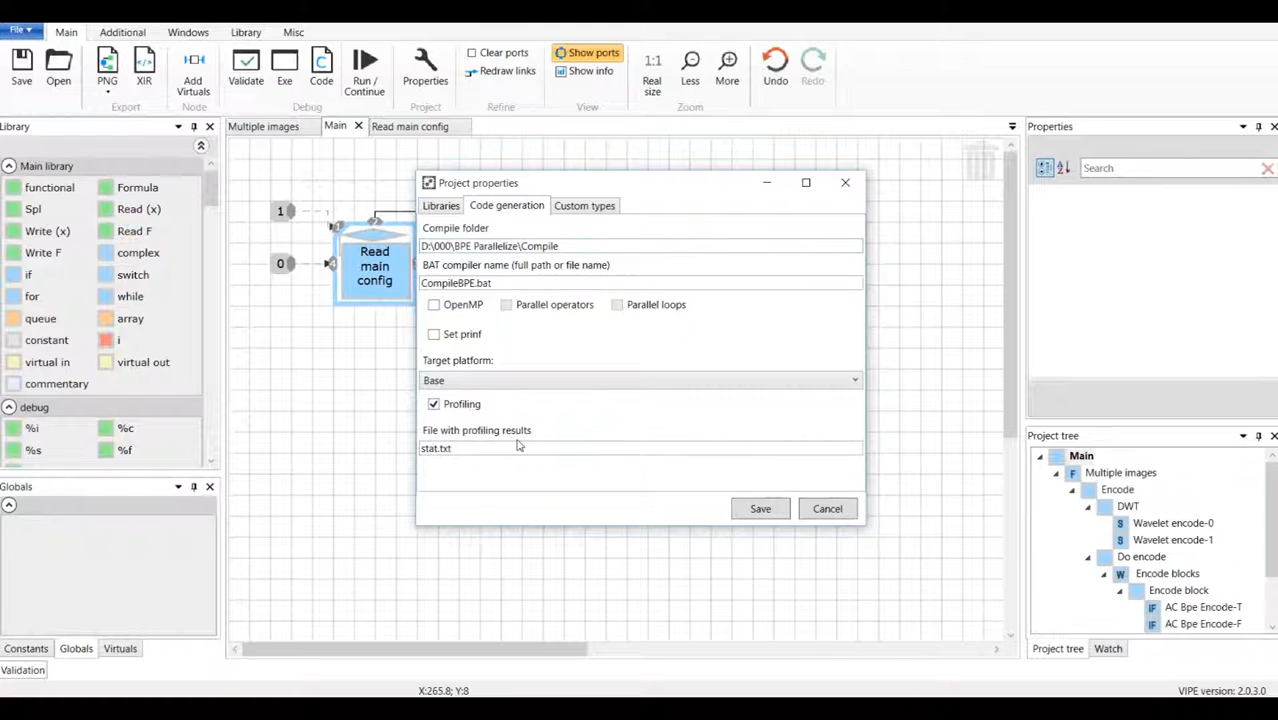 File
Main
Additional
Windows
Library
Misc
Save
Open
PNG
XIR
Export
Add Virtuals
Node
Validate
Exe
Code
Run / Continue
Debug
Properties
Project
Clear ports
Redraw links
Refine
Show ports
Show info
View
1:1
Real size
Less
More
Zoom
Undo
Redo
Library
Main library
functional
Formula
Spl
Read (x)
Write (x)
Read F
Write F
complex
if
switch
for
while
queue
array
constant
i
virtual in
virtual out
commentary
debug
%i
%c
%s
%f
Globals
Constants
Globals
Virtuals
Validation
Multiple images
Main
Read main config
1
0
2
Read
main
config
Project properties
Libraries
Code generation
Custom types
Compile folder
D:\000\BPE Parallelize\Compile
BAT compiler name (full path or file name)
CompileBPE.bat
OpenMP
Parallel operators
Parallel loops
Set prinf
Target platform:
Base
Profiling
File with profiling results
stat.txt
Save
Cancel
Properties
Search
Project tree
Main
F Multiple images
Encode
DWT
S Wavelet encode-0
S Wavelet encode-1
Do encode
W Encode blocks
Encode block
IF AC Bpe Encode-T
IF AC Bpe Encode-F
Project tree
Watch
X:265.8; Y:8
VIPE version: 2.0.3.0